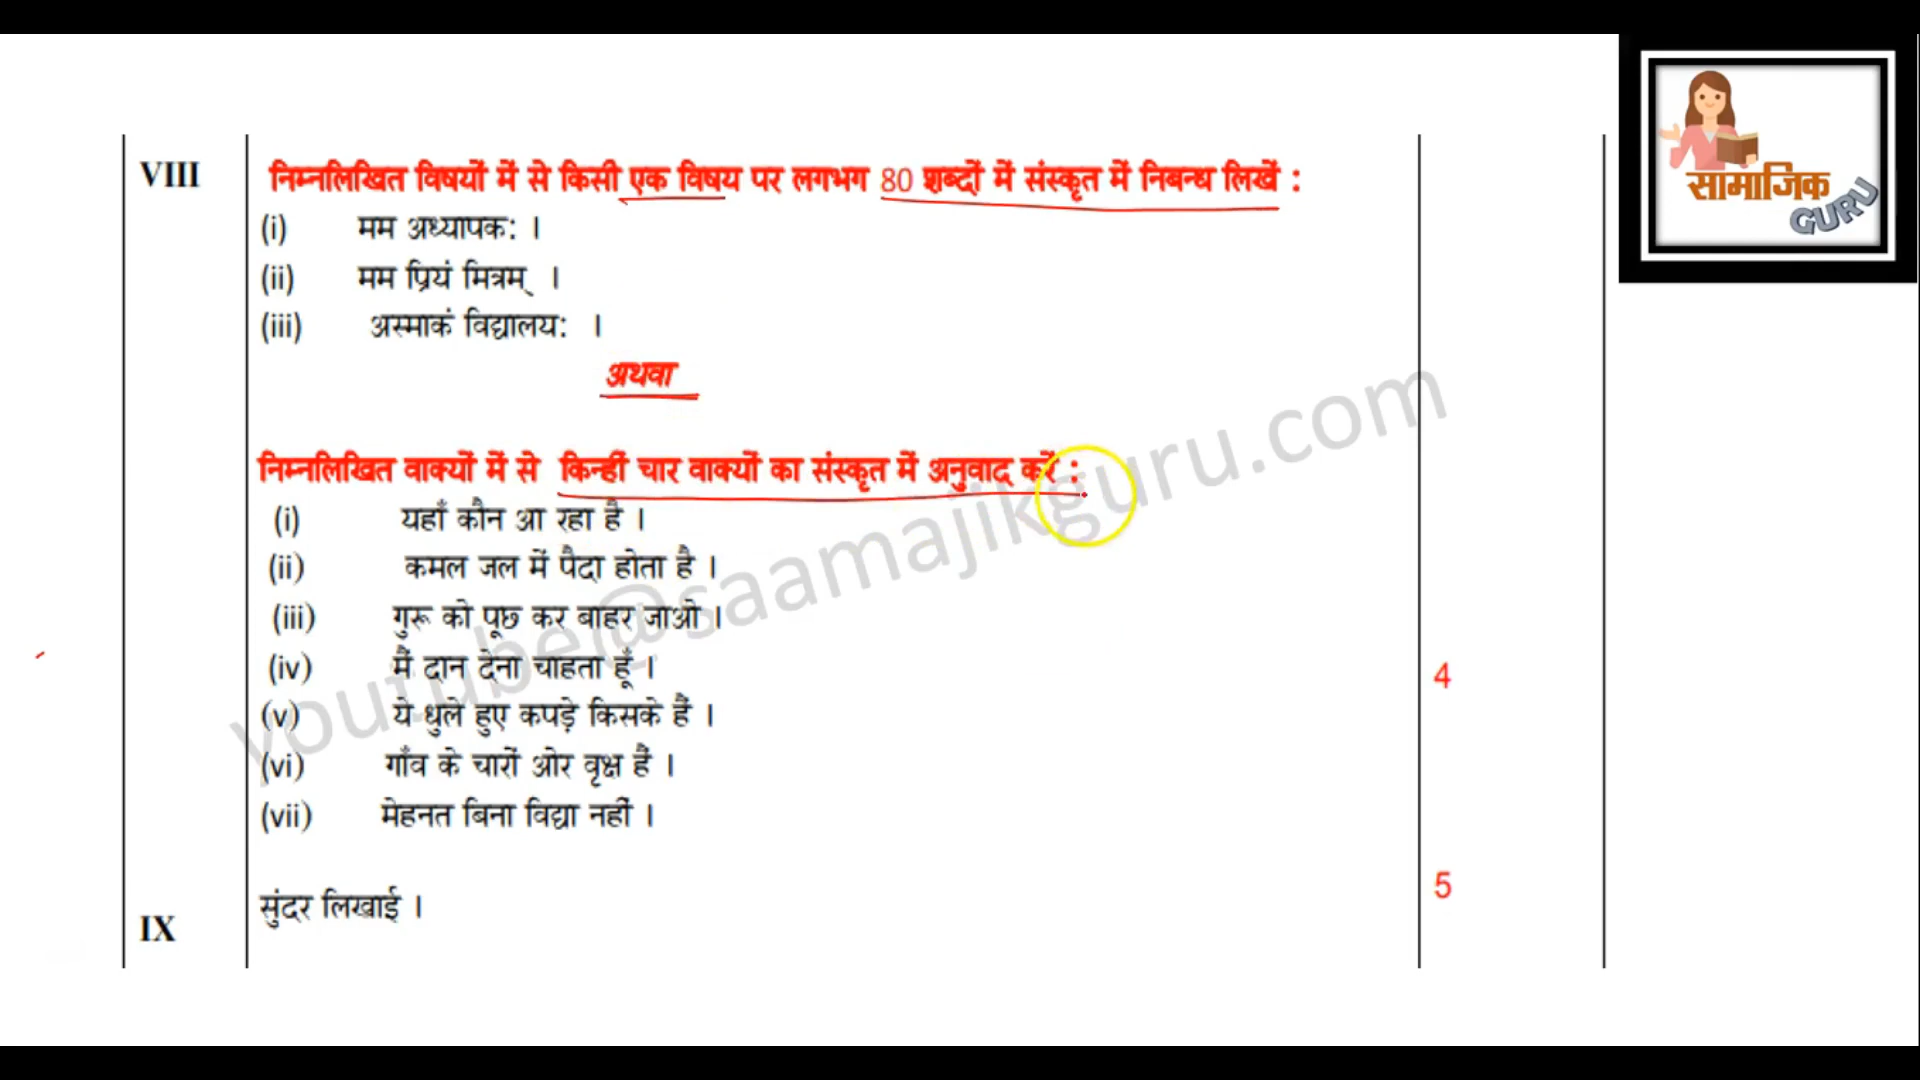 सामाजिक
GURU
VIII निम्नलिखित विषयों में से किसी एक विषय पर लगभग 80 शब्दों में संस्कृत में निबन्ध लिखें :
(i) मम अध्यापक: ।
(ii) मम प्रियं मित्रम् ।
(iii) अस्माकं विद्यालय: ।
अथवा
निम्नलिखित वाक्यों में से किन्हीं चार वाक्यों का संस्कृत में अनुवाद करें :
(i) यहाँ कौन आ रहा है ।
(ii) कमल जल में पैदा होता है ।
(iii) गुरू को पूछ कर बाहर जाओ ।
(iv) मैं दान देना चाहता हूँ । 4
(v) ये धुले हुए कपड़े किसके हैं ।
(vi) गाँव के चारों ओर वृक्ष हैं ।
(vii) मेहनत बिना विद्या नहीं ।
5
IX सुंदर लिखाई ।
youtube@saamajikguru.com